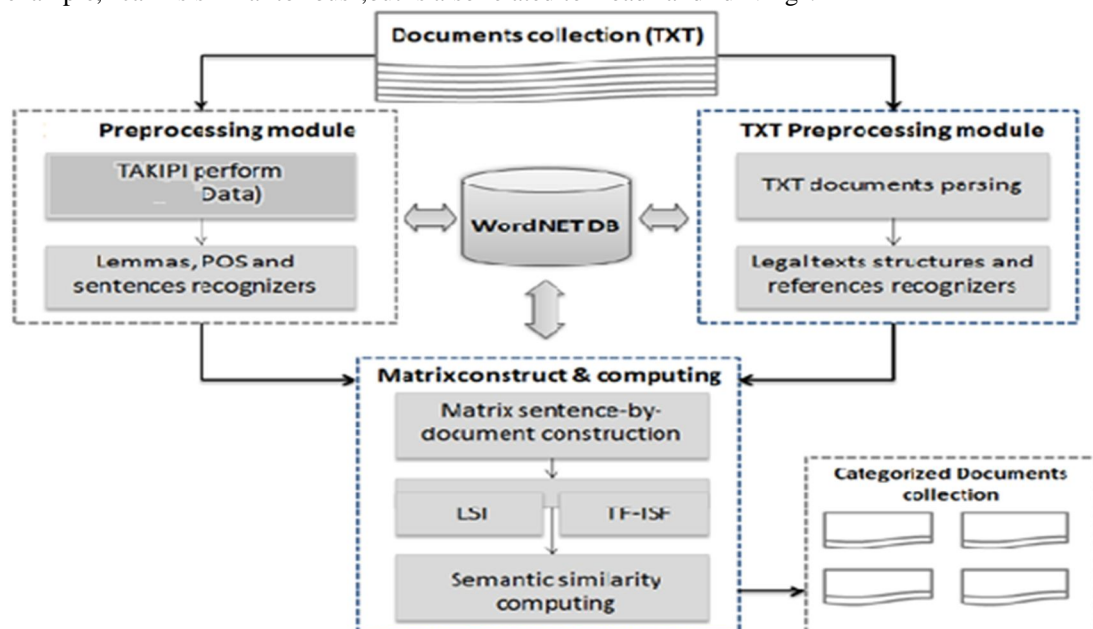 Documents collection (TXT)
Preprocessing module
TAKIPI perform
Data)
Lemmas, POS and
sentences recognizers
WordNET DB
TXT Preprocessing module
TXT documents parsing
Legal texts structures and
references recognizers
Matrix construct & computing
Matrix sentence-by-
document construction
LSI
TF-ISF
Semantic similarity
computing
Categorized Documents
collection